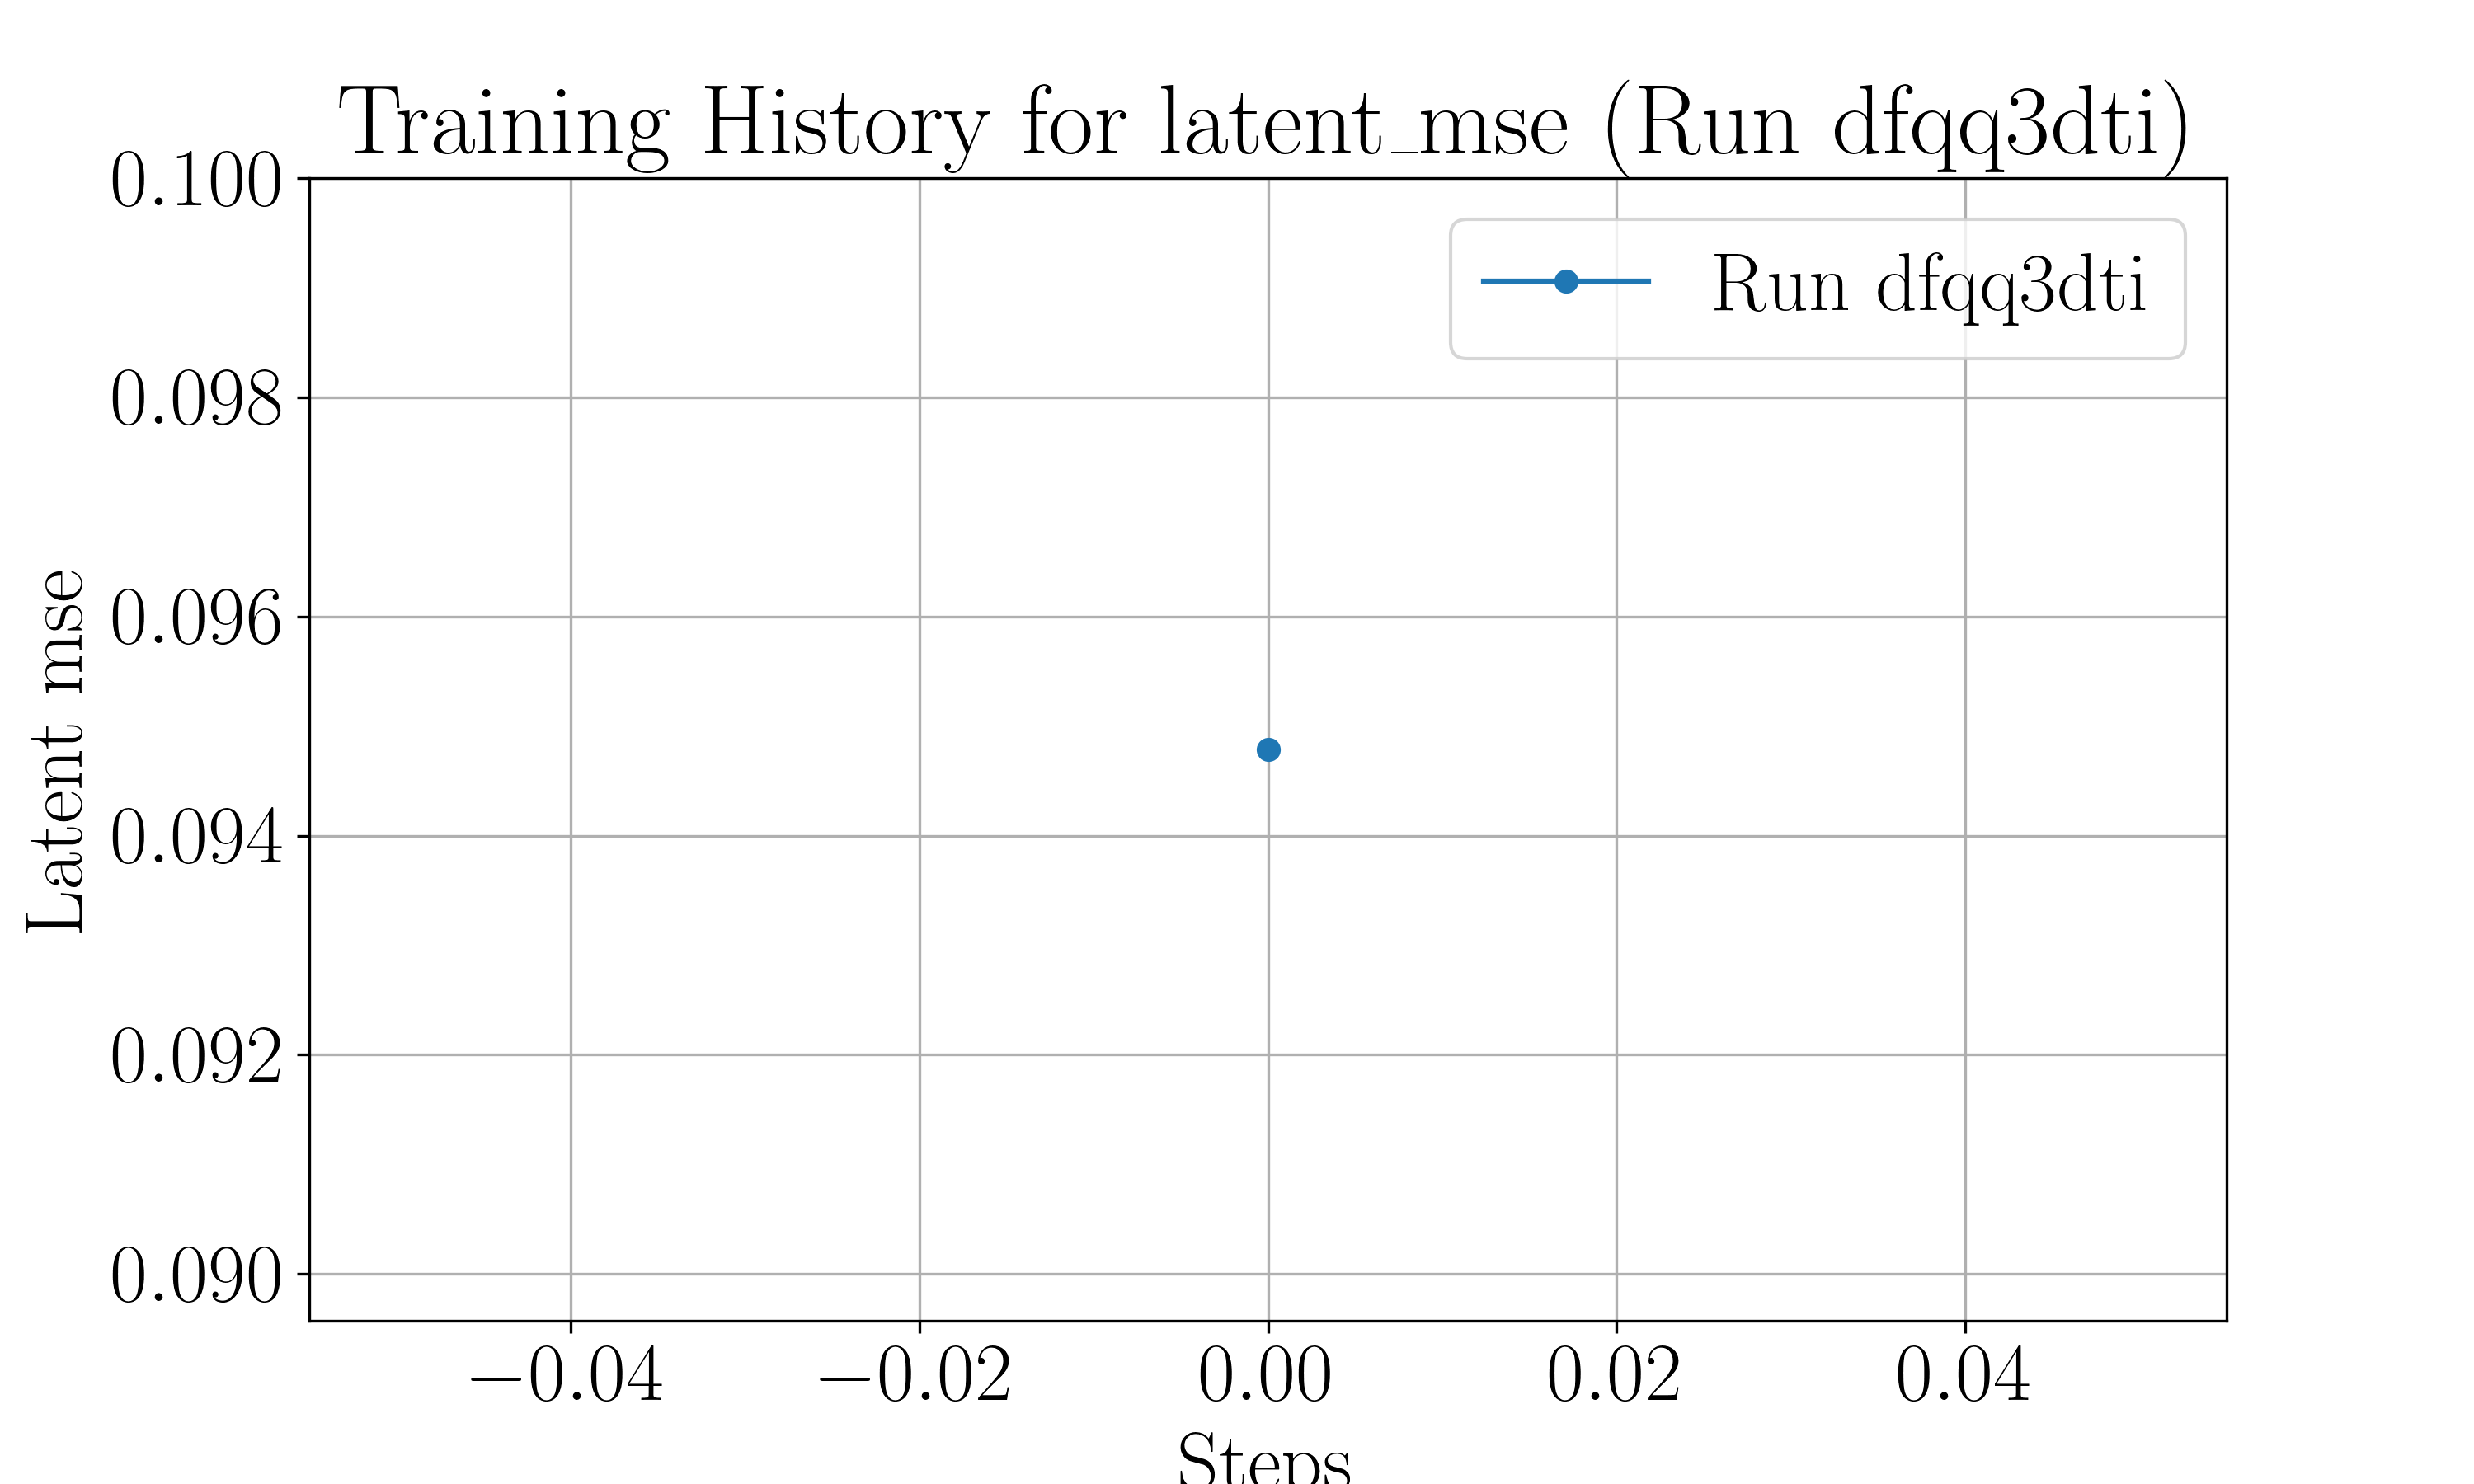 Training History for latent_mse (Run dfqq3dti)
Run dfqq3dti
Latent mse
0.100
0.098
0.096
0.094
0.092
0.090
−0.04 −0.02 0.00 0.02 0.04
Steps